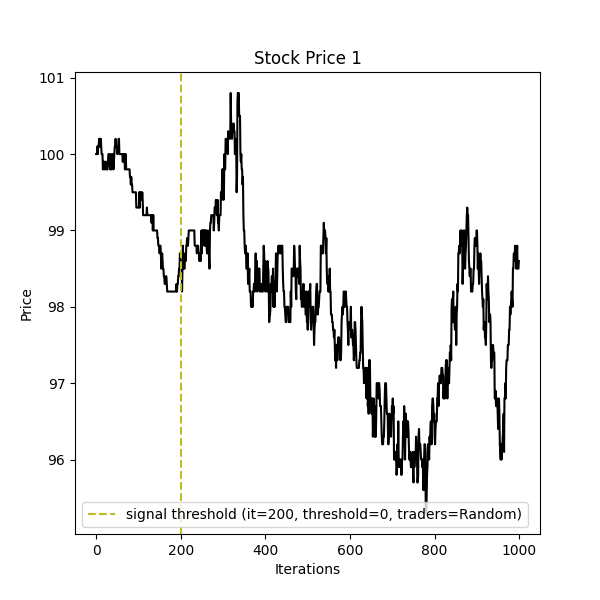 Stock Price 1
101
100
99
98
97
96
Price
signal threshold (it=200, threshold=0, traders=Random)
0 200 400 600 800 1000
Iterations